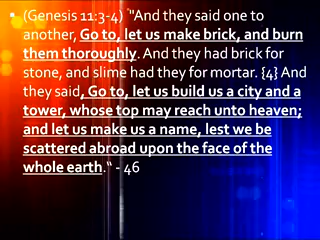 ▪ (Genesis 11:3-4) "And they said one to
another, Go to, let us make brick, and burn
them thoroughly. And they had brick for
stone, and slime had they for mortar. {4} And
they said, Go to, let us build us a city and a
tower, whose top may reach unto heaven;
and let us make us a name, lest we be
scattered abroad upon the face of the
whole earth." - 46